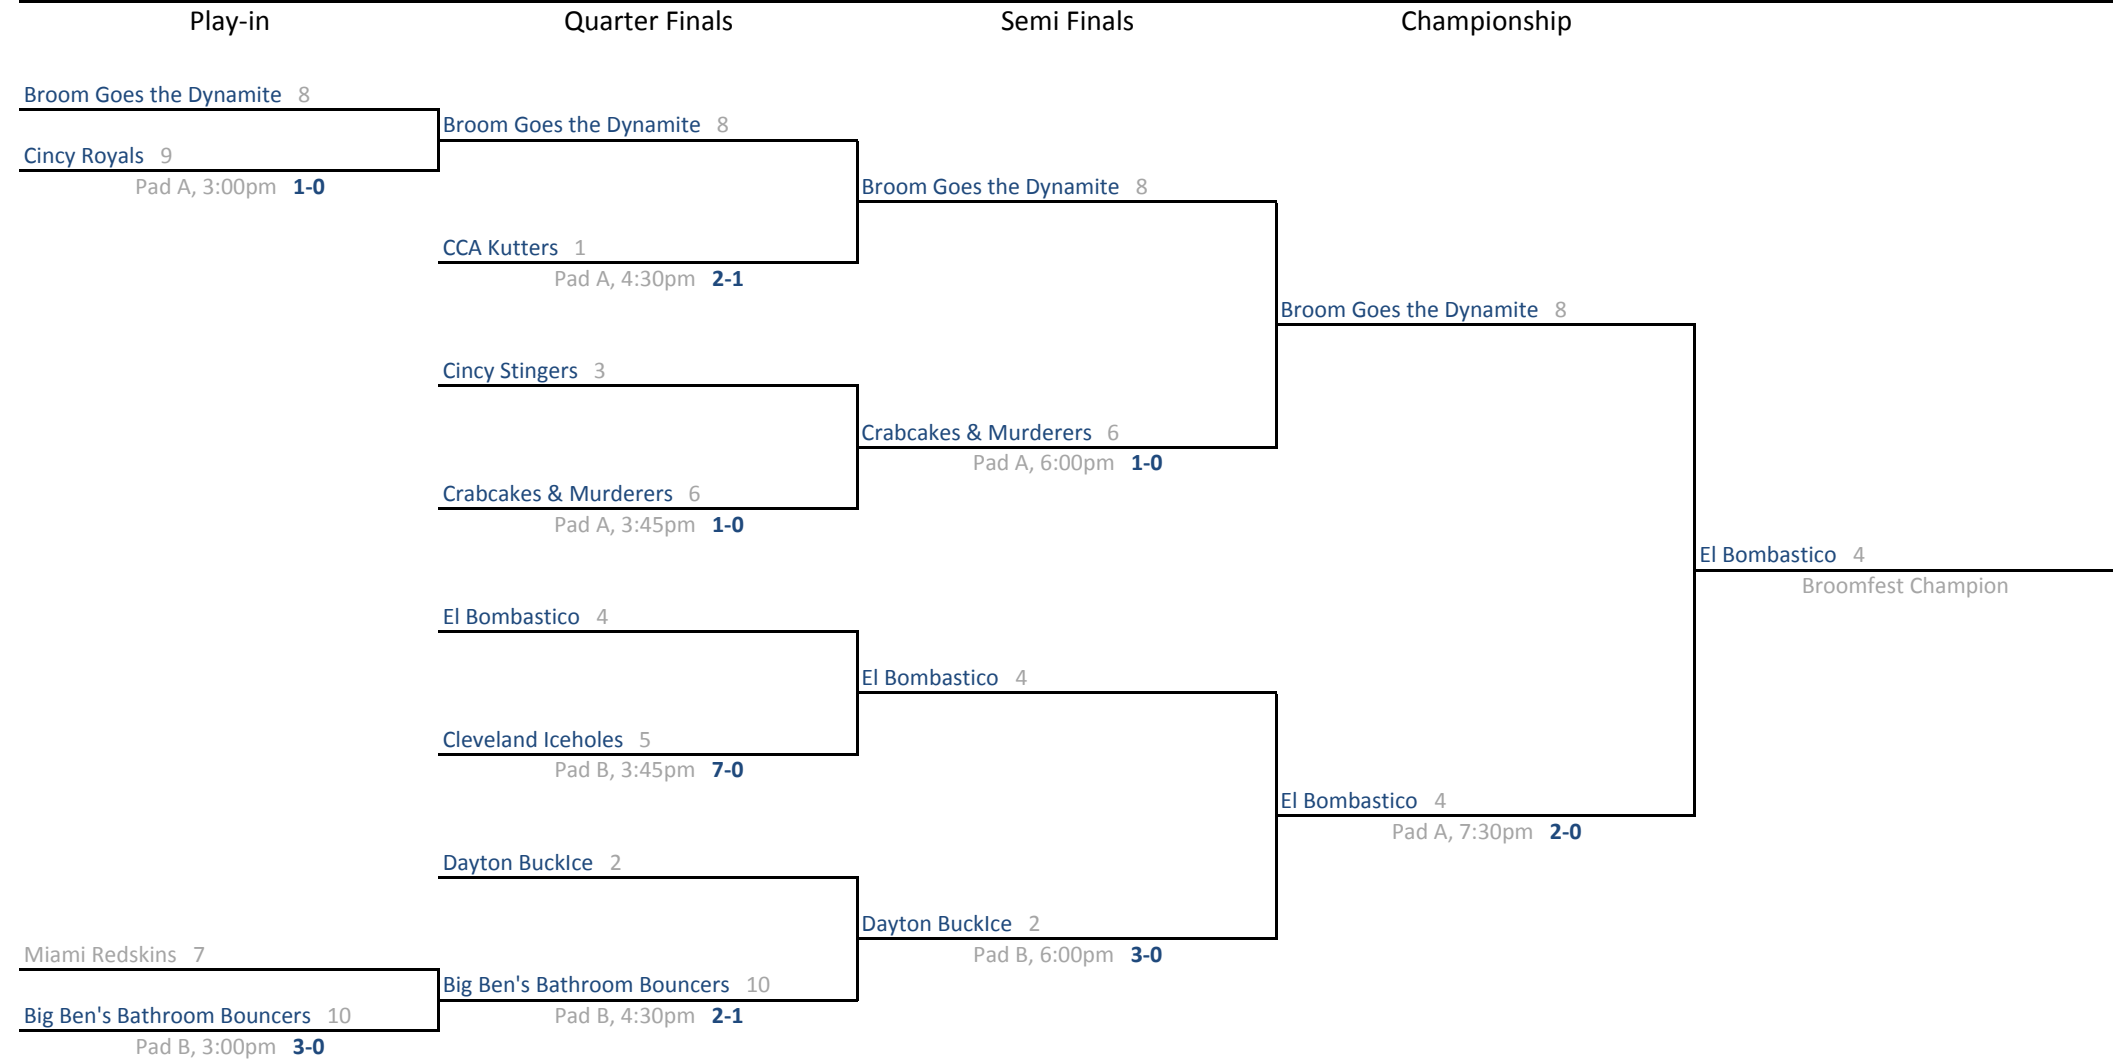 Play-in Quarter Finals Semi Finals Championship
Broom Goes the Dynamite 8
Broom Goes the Dynamite 8
Cincy Royals 9
Pad A, 3:00pm 1-0
Broom Goes the Dynamite 8
CCA Kutters 1
Pad A, 4:30pm 2-1
Broom Goes the Dynamite 8
Cincy Stingers 3
Crabcakes & Murderers 6
Pad A, 6:00pm 1-0
Crabcakes & Murderers 6
Pad A, 3:45pm 1-0
El Bombastico 4
Broomfest Champion
El Bombastico 4
El Bombastico 4
Cleveland Iceholes 5
Pad B, 3:45pm 7-0
El Bombastico 4
Pad A, 7:30pm 2-0
Dayton BuckIce 2
Dayton BuckIce 2
Pad B, 6:00pm 3-0
Miami Redskins 7
Big Ben's Bathroom Bouncers 10
Big Ben's Bathroom Bouncers 10
Pad B, 4:30pm 2-1
Pad B, 3:00pm 3-0